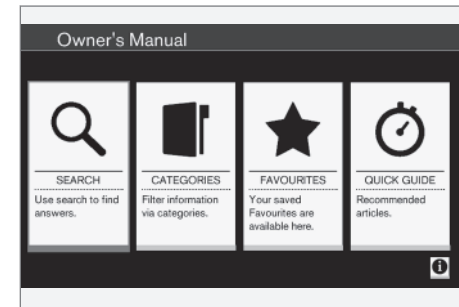 Owner's Manual
SEARCH
Use search to find
answers.
CATEGORIES
Filter information
via categories.
FAVOURITES
Your saved
Favourites are
available here.
QUICK GUIDE
Recommended
articles.
i